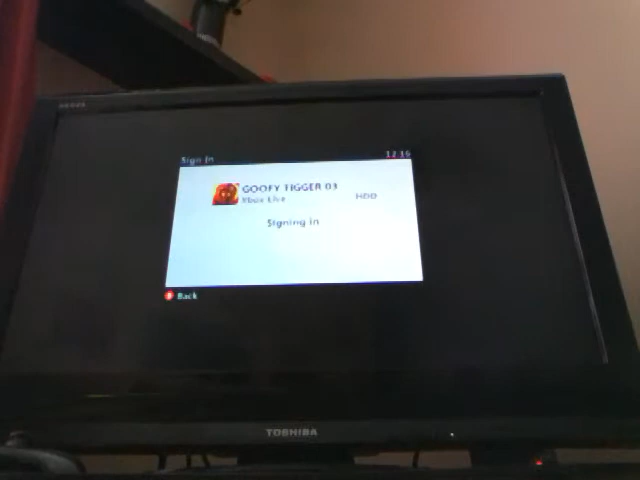 Sign In
12:16
GOOFY TIGGER 03
Xbox Live
HDD
Signing in
B Back
TOSHIBA